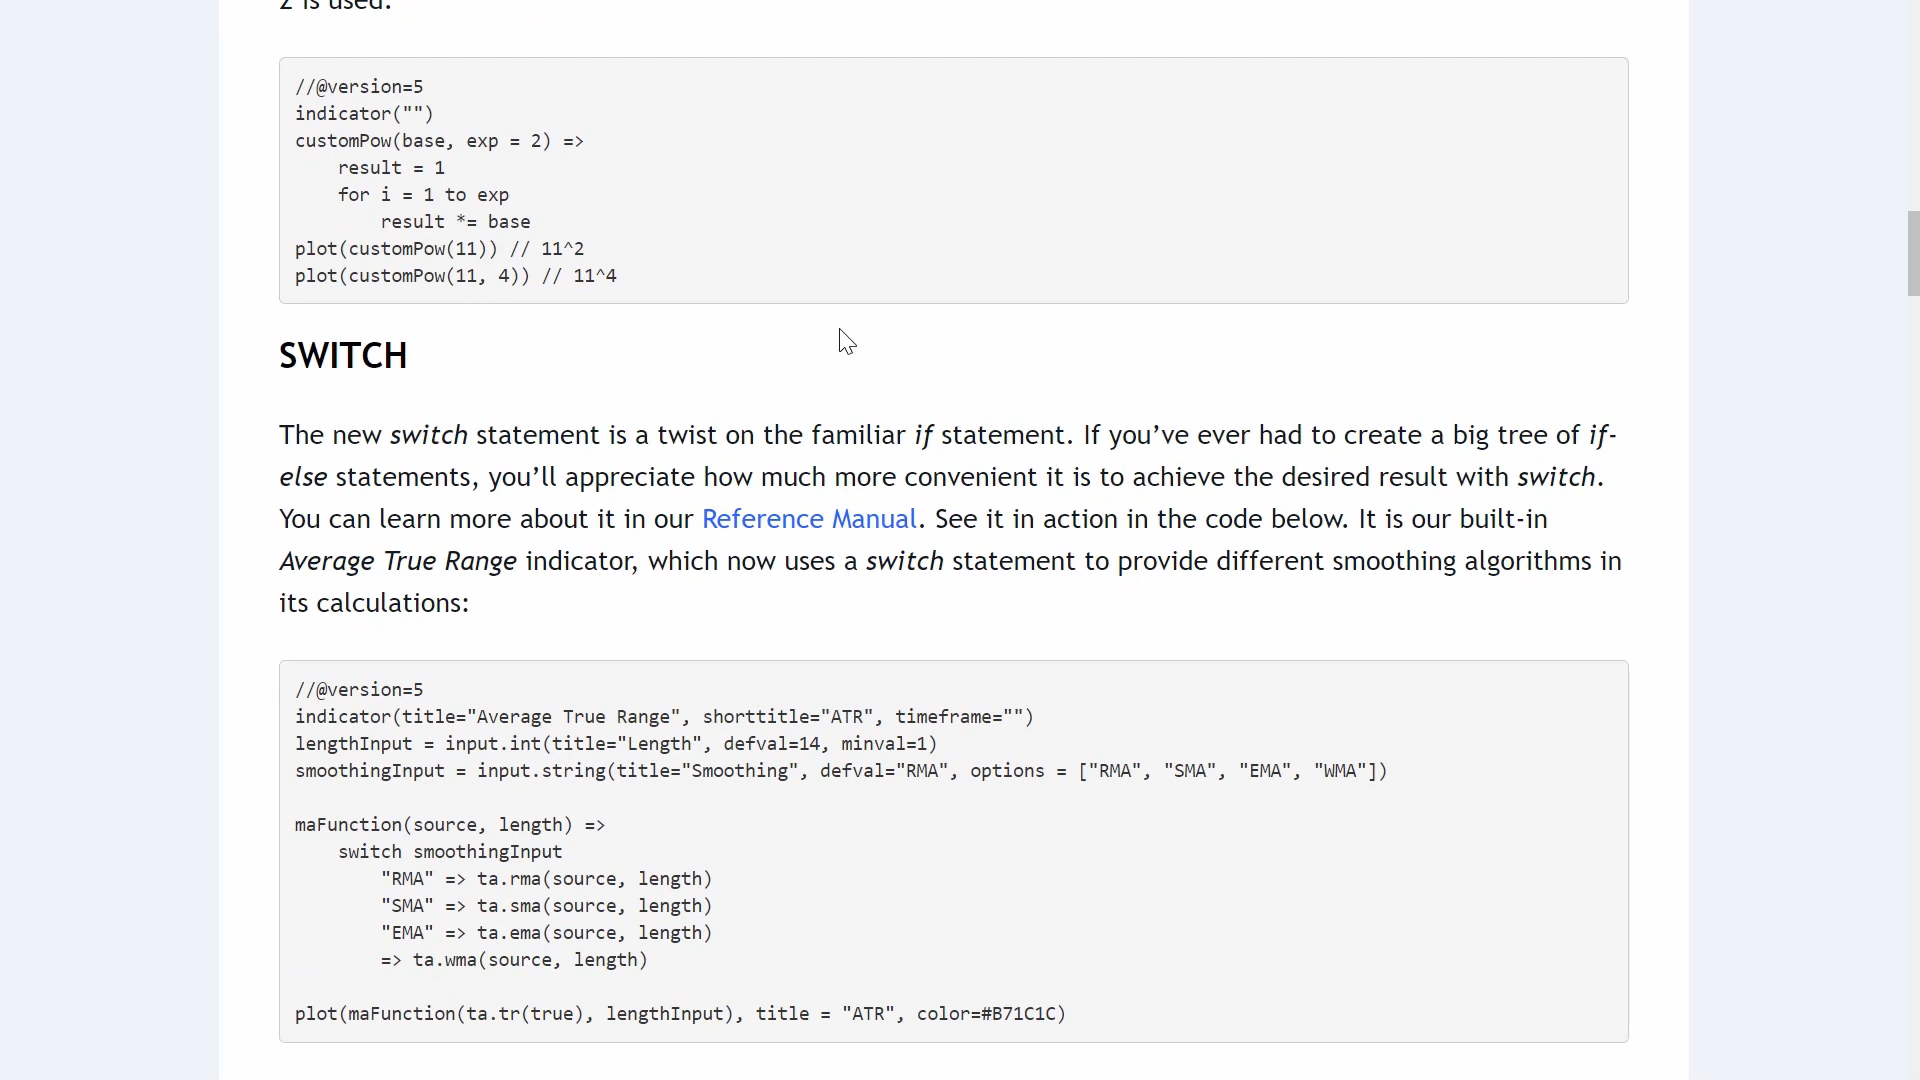 2 is used.
//@version=5
indicator("")
customPow(base, exp = 2) =>
    result = 1
    for i = 1 to exp
        result *= base
plot(customPow(11)) // 11^2
plot(customPow(11, 4)) // 11^4
SWITCH
The new switch statement is a twist on the familiar if statement. If you’ve ever had to create a big tree of if-
else statements, you’ll appreciate how much more convenient it is to achieve the desired result with switch.
You can learn more about it in our Reference Manual. See it in action in the code below. It is our built-in
Average True Range indicator, which now uses a switch statement to provide different smoothing algorithms in
its calculations:
//@version=5
indicator(title="Average True Range", shorttitle="ATR", timeframe="")
lengthInput = input.int(title="Length", defval=14, minval=1)
smoothingInput = input.string(title="Smoothing", defval="RMA", options = ["RMA", "SMA", "EMA", "WMA"])
maFunction(source, length) =>
    switch smoothingInput
        "RMA" => ta.rma(source, length)
        "SMA" => ta.sma(source, length)
        "EMA" => ta.ema(source, length)
        => ta.wma(source, length)
plot(maFunction(ta.tr(true), lengthInput), title = "ATR", color=#B71C1C)